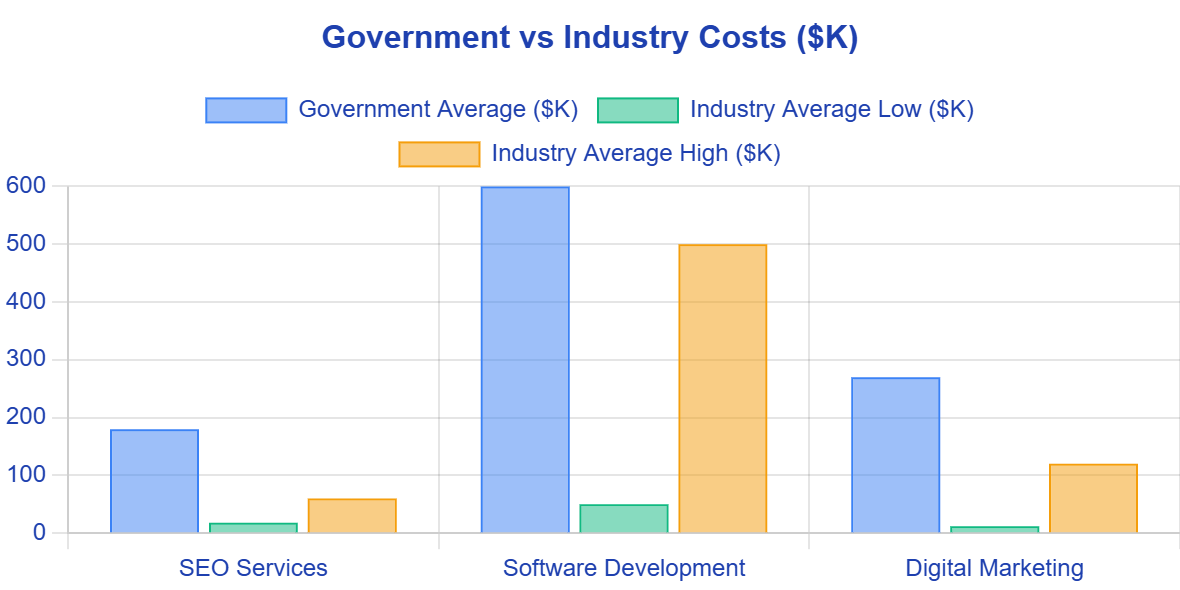 Government vs Industry Costs ($K)
Government Average ($K) Industry Average Low ($K)
Industry Average High ($K)
600
500
400
300
200
100
0
SEO Services Software Development Digital Marketing